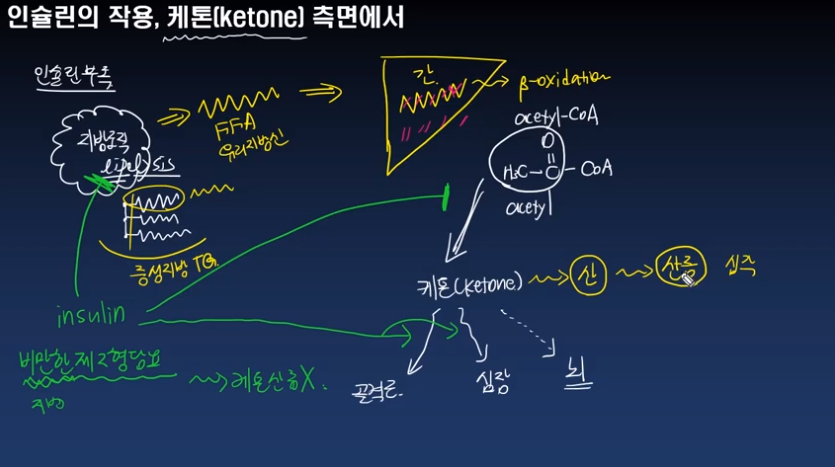 인슐린의 작용, 케톤(ketone) 측면에서
인슐린부족
지방조직
lipolysis
FFA
유리지방산
간
β-oxidation
acetyl-CoA
O
H₃C-C-CoA
acetyl
중성지방 TG
케톤(ketone)
산
산증
심작
insulin
비만한 제2형당뇨
지방
케톤산증X.
골격근.
심장
뇌